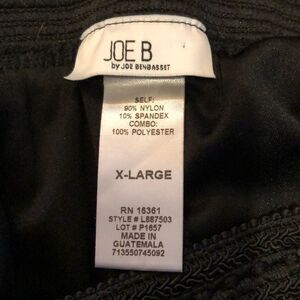 JOE B
by JOE BENBASSET
SELF:
90% NYLON
10% SPANDEX
COMBO:
100% POLYESTER
X-LARGE
RN 16361
STYLE # L887503
LOT # P1657
MADE IN
GUATEMALA
713550745092